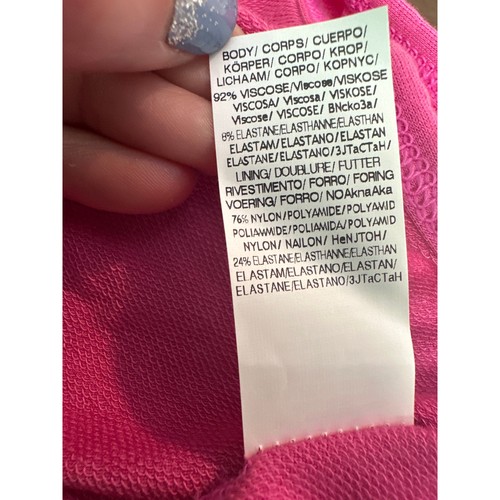 BODY/ CORPS/ CUERPO/
KÖRPER/ CORPO/ KROP/
LICHAAM/ CORPO/ KOPNYC/
92% VISCOSE/Viscose/VISKOSE
VISCOSA/ Viscosa/ VISKOSE/
Viscose/ VISCOSE/ BNcko3a/
8% ELASTANE/ELASTHANNE/ELASTHAN
ELASTAM/ ELASTANO/ ELASTAN
ELASTANE/ ELASTANO/ 3JTaCTaH/
LINING/ DOUBLURE/ FUTTER
RIVESTIMENTO/ FORRO/ FORING
VOERING/ FORRO/ NOAknaAka
76% NYLON/POLYAMIDE/POLYAMID
POLIAWMIDE/POLIAMIDA/POLYAMID
NYLON/ NAILON/ HeNJTOH/
24% ELASTANE/ELASTHANNE/ELASTHAN
ELASTAM/ELASTANO/ELASTAN/
ELASTANE/ELASTANO/3JTaCTaH